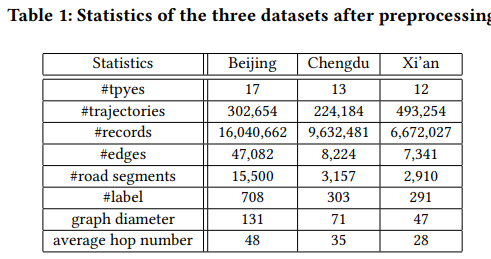 Table 1: Statistics of the three datasets after preprocessing
Statistics Beijing Chengdu Xi'an
#tpyes 17 13 12
#trajectories 302,654 224,184 493,254
#records 16,040,662 9,632,481 6,672,027
#edges 47,082 8,224 7,341
#road segments 15,500 3,157 2,910
#label 708 303 291
graph diameter 131 71 47
average hop number 48 35 28